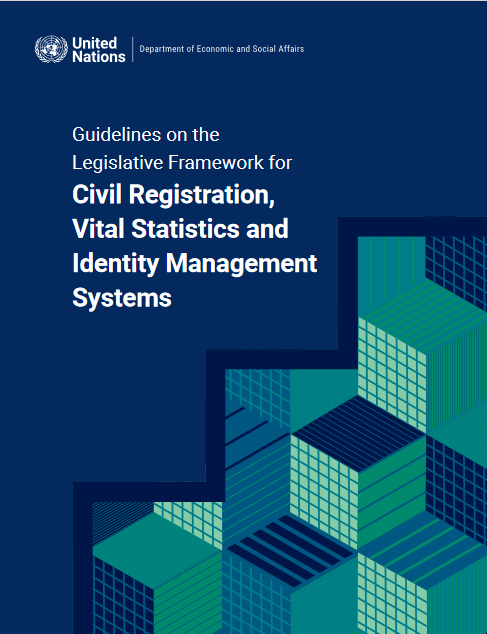 United
Nations
Department of Economic and Social Affairs
Guidelines on the
Legislative Framework for
Civil Registration,
Vital Statistics and
Identity Management
Systems